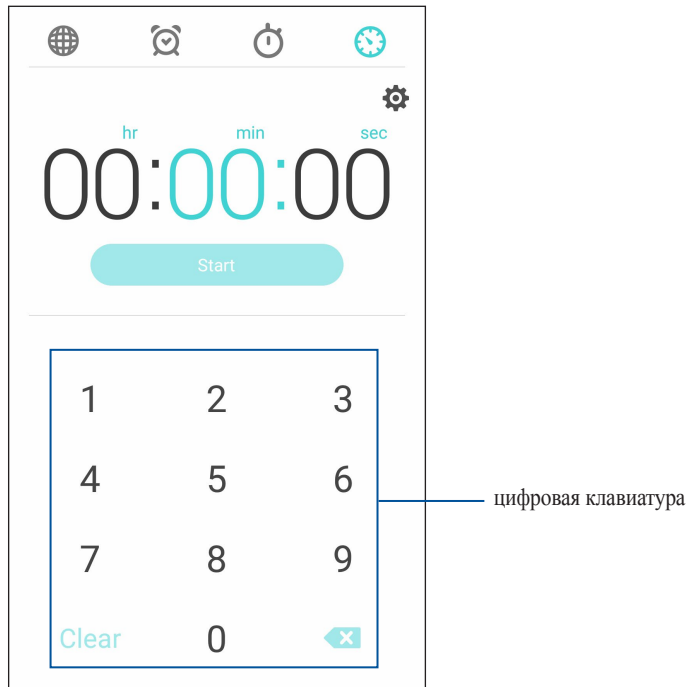 hr min sec
00:00:00
Start
1 2 3
4 5 6
цифровая клавиатура
7 8 9
Clear 0